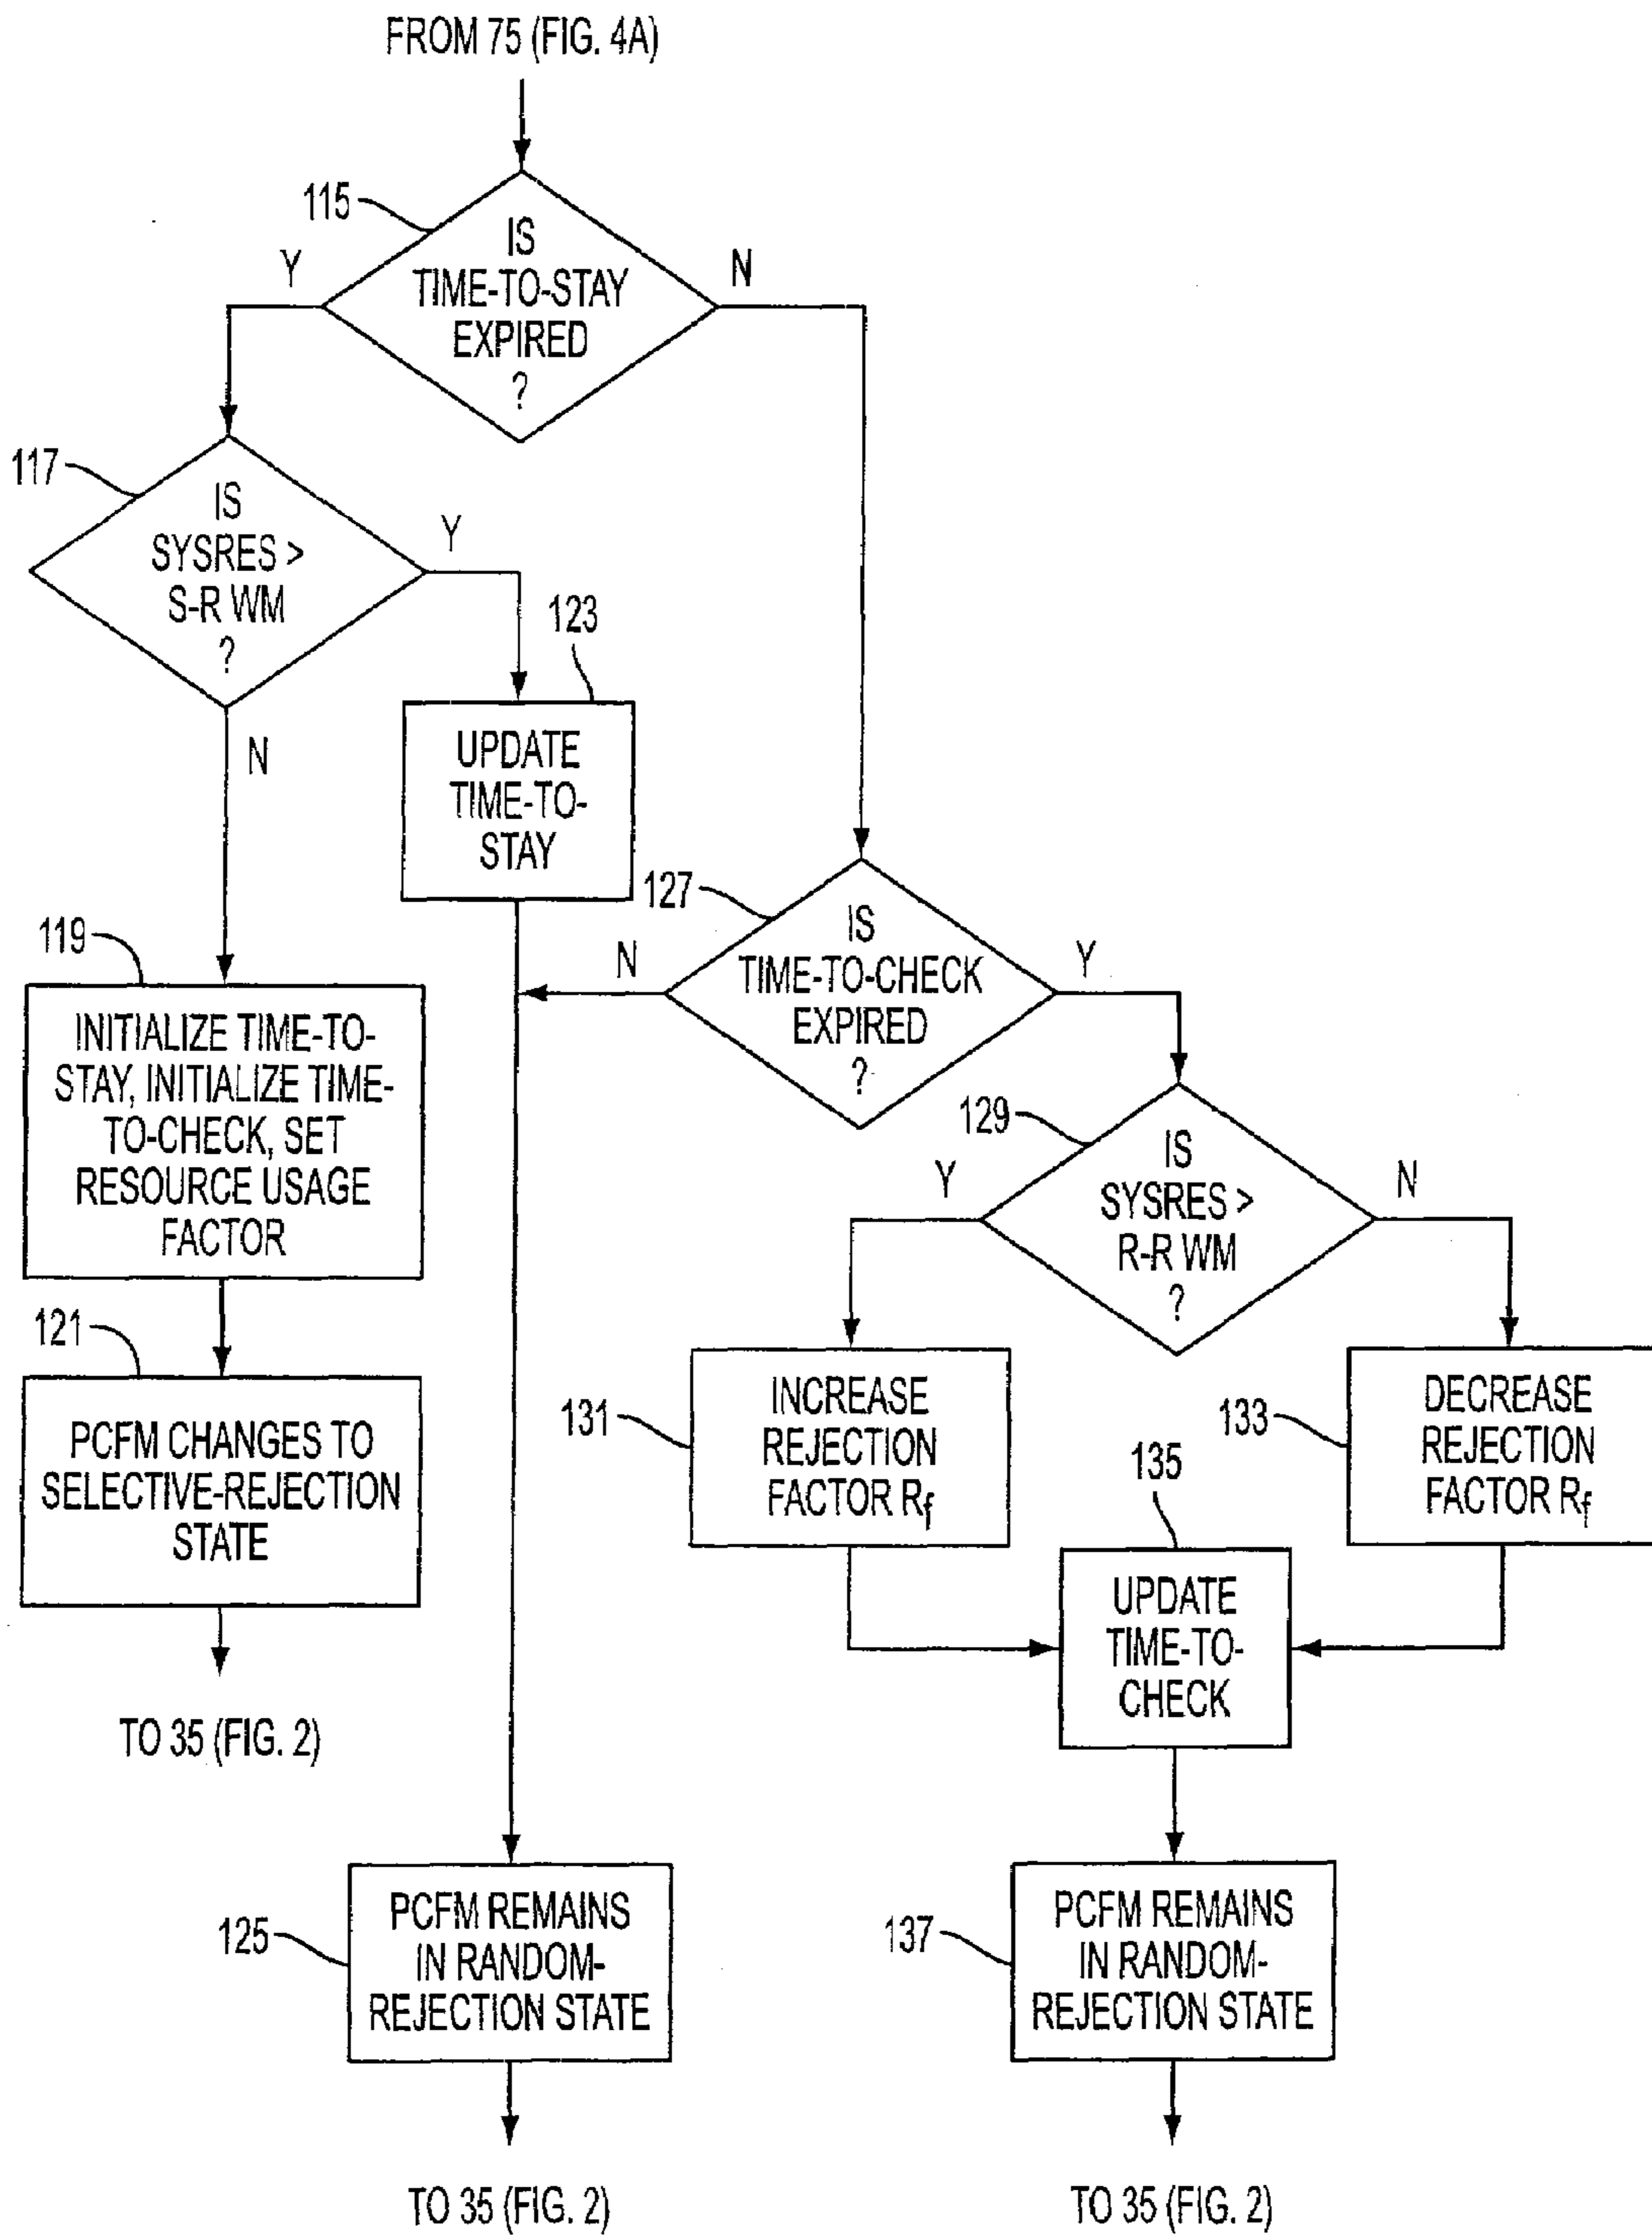 FROM 75 (FIG. 4A)
115
IS
TIME-TO-STAY
EXPIRED
?
Y
N
117
IS
SYSRES >
S-R WM
?
Y
N
123
UPDATE
TIME-TO-
STAY
127
IS
TIME-TO-CHECK
EXPIRED
?
N
Y
119
INITIALIZE TIME-TO-
STAY, INITIALIZE TIME-
TO-CHECK, SET
RESOURCE USAGE
FACTOR
129
IS
SYSRES >
R-R WM
?
Y
N
121
PCFM CHANGES TO
SELECTIVE-REJECTION
STATE
TO 35 (FIG. 2)
131
INCREASE
REJECTION
FACTOR Rf
133
DECREASE
REJECTION
FACTOR Rf
135
UPDATE
TIME-TO-
CHECK
125
PCFM REMAINS
IN RANDOM-
REJECTION STATE
TO 35 (FIG. 2)
137
PCFM REMAINS
IN RANDOM-
REJECTION STATE
TO 35 (FIG. 2)